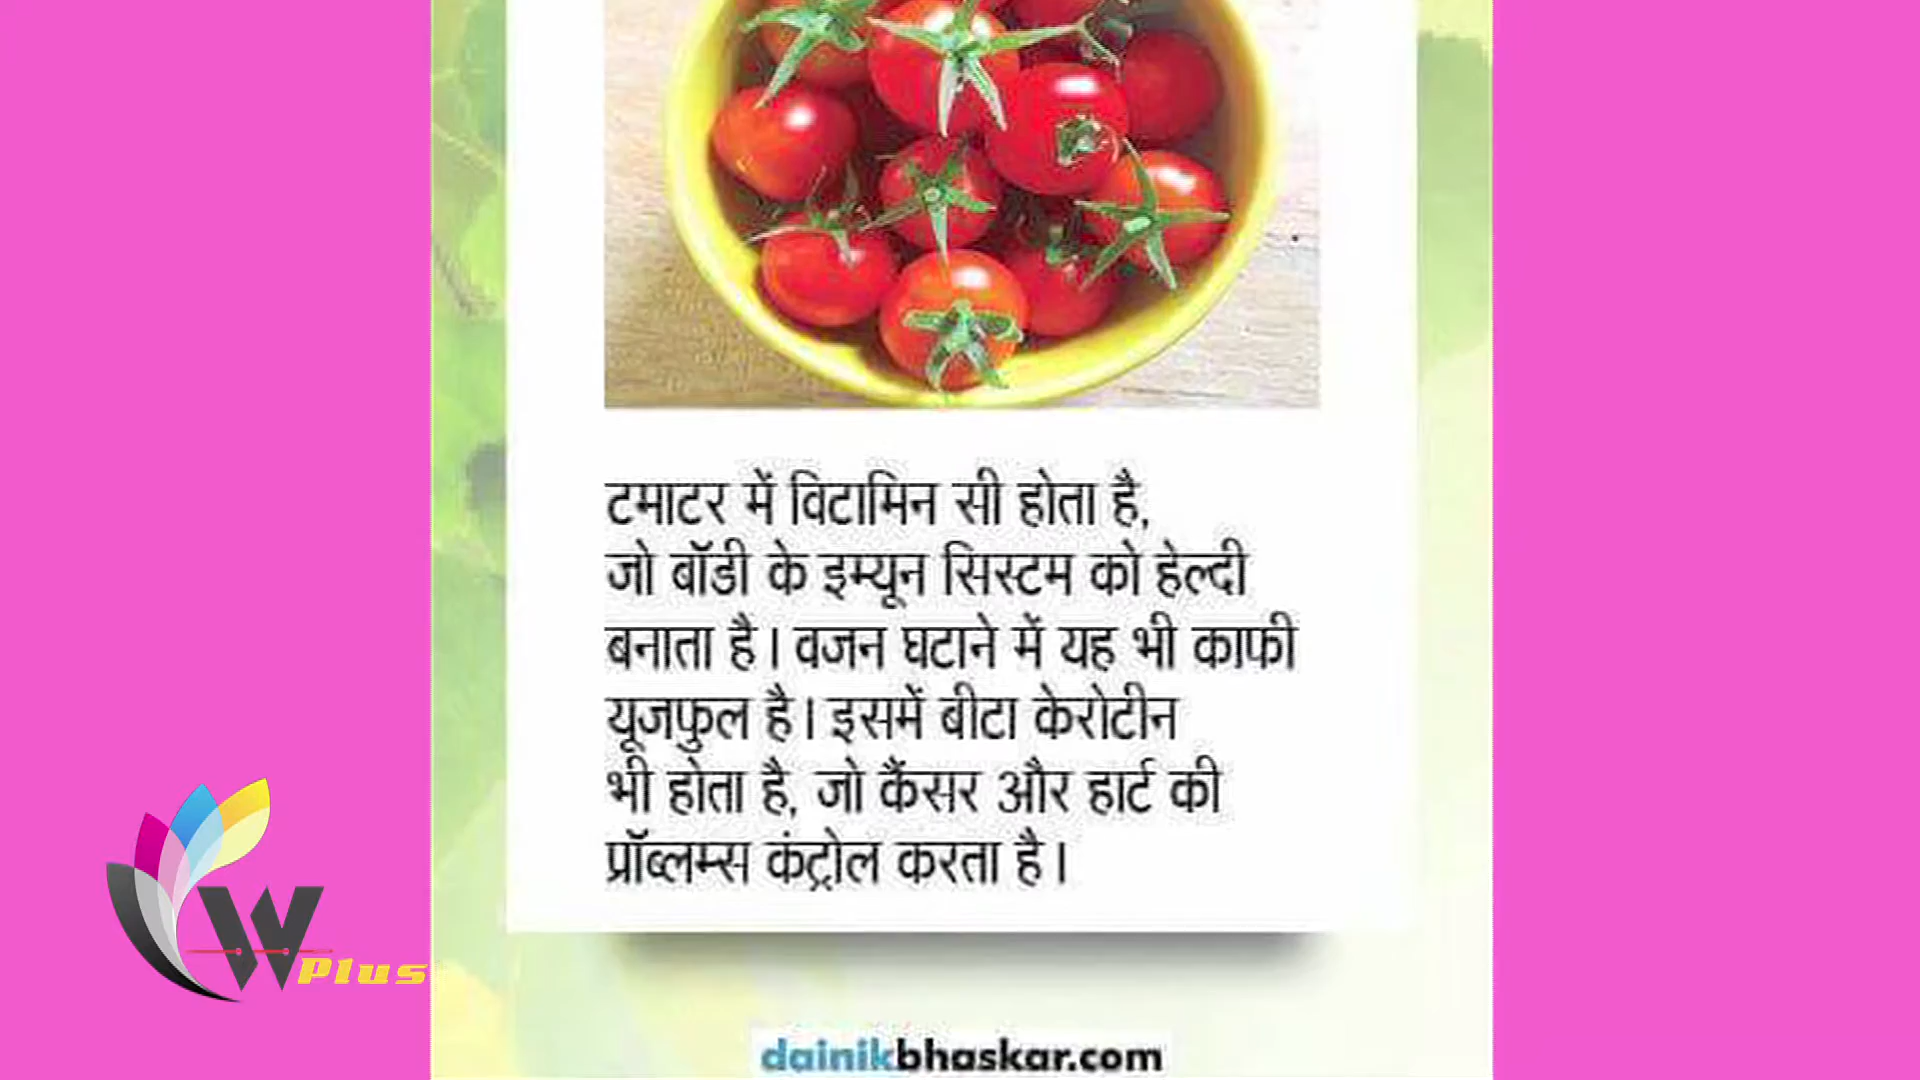 टमाटर में विटामिन सी होता है,
जो बॉडी के इम्यून सिस्टम को हेल्दी
बनाता है। वजन घटाने में यह भी काफी
यूजफुल है। इसमें बीटा केरोटीन
भी होता है, जो कैंसर और हार्ट की
प्रॉब्लम्स कंट्रोल करता है।
W Plus
dainikbhaskar.com